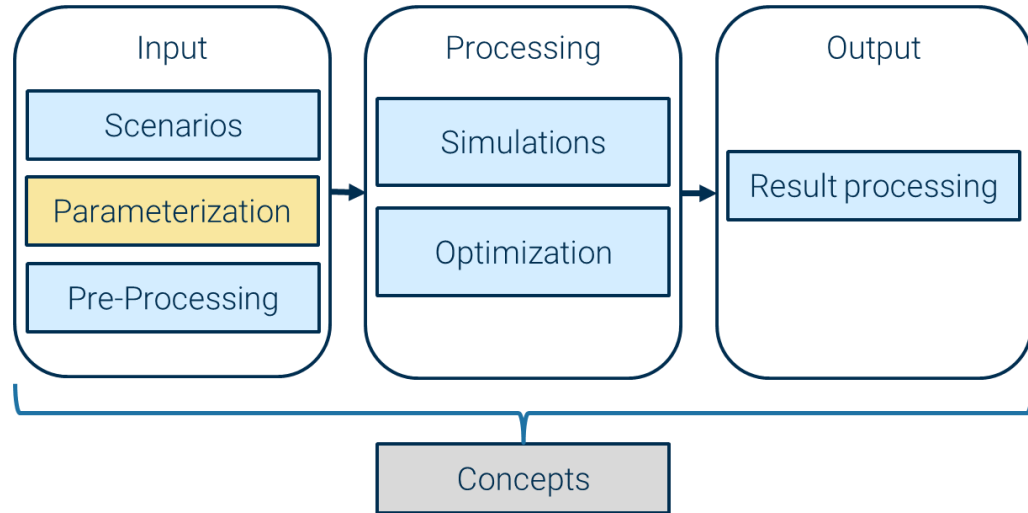 Input
Scenarios
Parameterization
Pre-Processing
Processing
Simulations
Optimization
Output
Result processing
Concepts